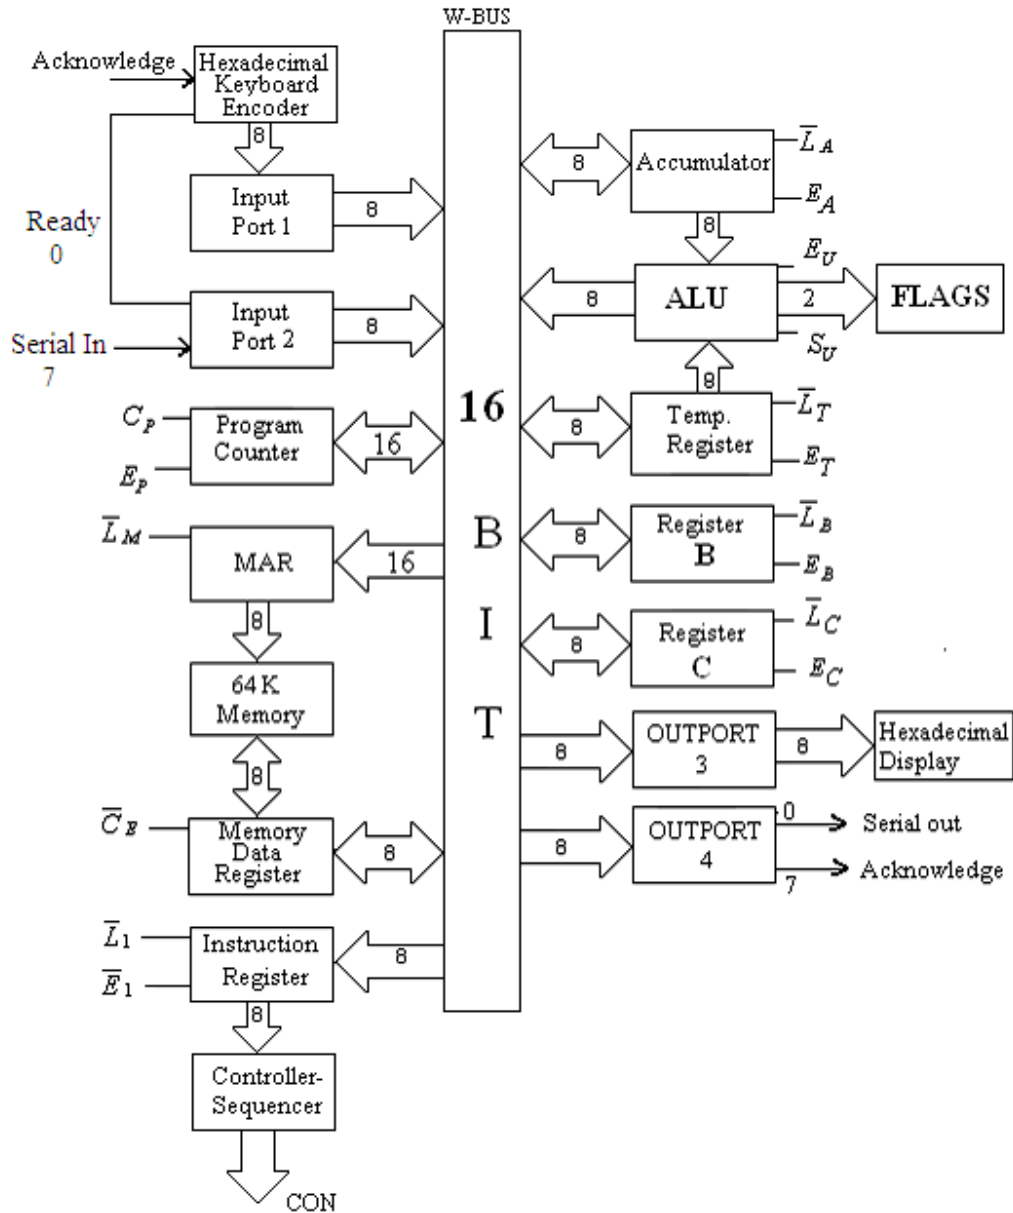 W-BUS
Acknowledge
Hexadecimal
Keyboard
Encoder
8
Input
Port 1
8
Ready
0
Input
Port 2
8
Serial In
7
C_P
E_P
Program
Counter
16
L̅_M
MAR
16
8
64K
Memory
8
C̅_E
Memory
Data
Register
8
L̅_1
E̅_1
Instruction
Register
8
8
Controller-
Sequencer
CON
16
B
I
T
8
Accumulator
L̅_A
E_A
8
8
ALU
E_U
S_U
2
FLAGS
8
8
Temp.
Register
L̅_T
E_T
8
Register
B
L̅_B
E_B
8
Register
C
L̅_C
E_C
8
OUTPORT
3
8
Hexadecimal
Display
8
OUTPORT
4
0
Serial out
7
Acknowledge